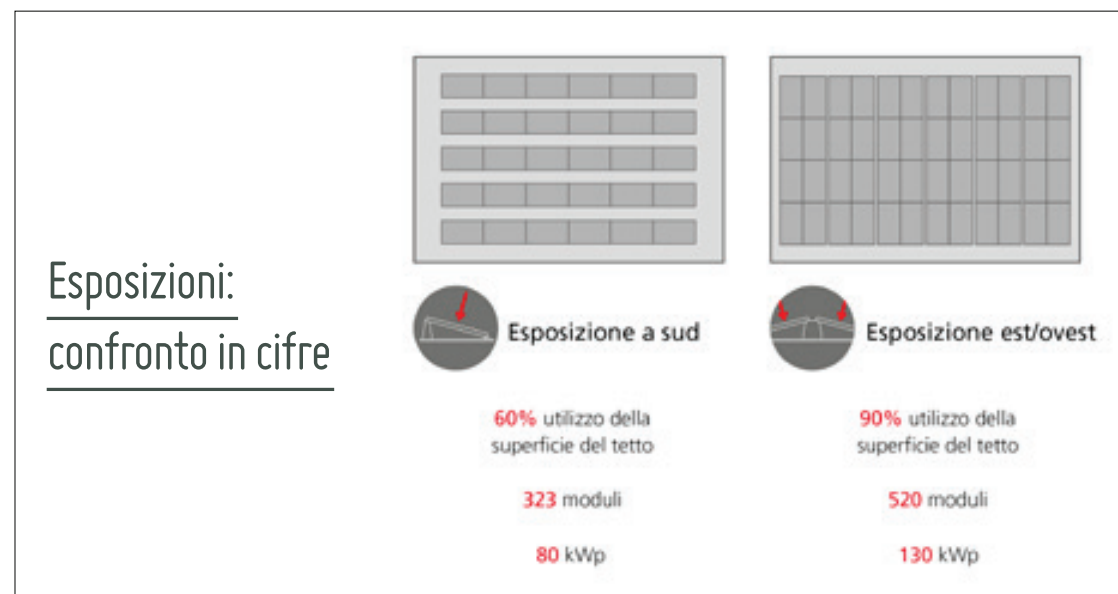 Esposizioni:
confronto in cifre
Esposizione a sud
60% utilizzo della
superficie del tetto
323 moduli
80 kWp
Esposizione est/ovest
90% utilizzo della
superficie del tetto
520 moduli
130 kWp